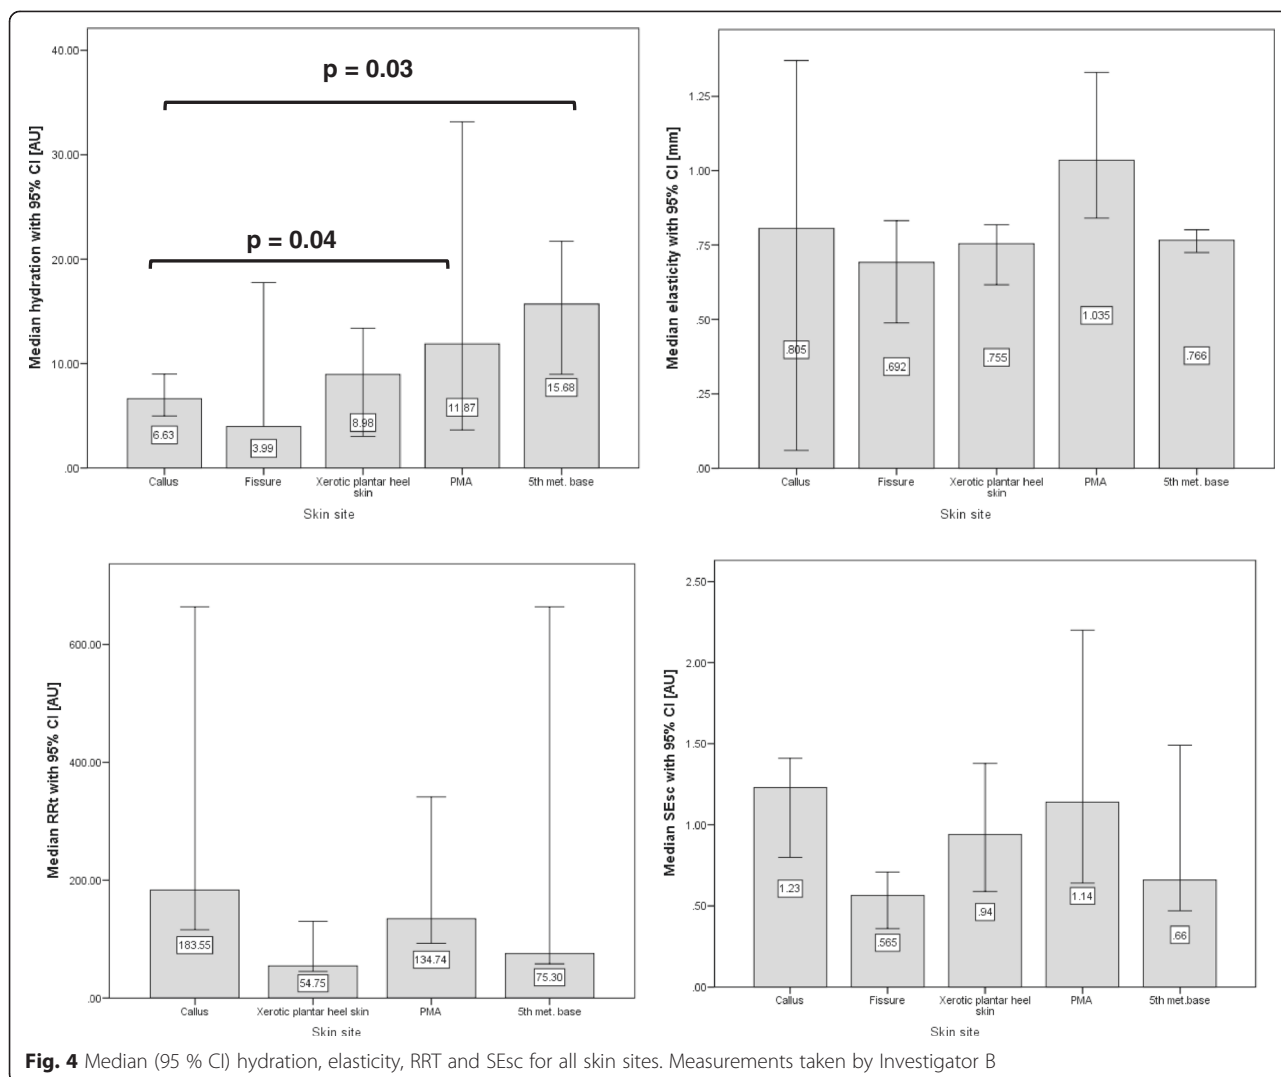 40.00
30.00
20.00
10.00
.00
Median hydration with 95% CI [AU]
p = 0.03
p = 0.04
6.63
3.99
8.98
11.87
15.68
Callus
Fissure
Xerotic plantar heel
skin
PMA
5th met. base
Skin site
1.25
1.00
.75
.50
.25
.00
Median elasticity with 95% CI [mm]
.805
.692
.755
1.035
.766
Callus
Fissure
Xerotic plantar heel
skin
PMA
5th met. base
Skin site
600.00
400.00
200.00
.00
Median RRt with 95% CI [AU]
183.55
54.75
134.74
75.30
Callus
Xerotic plantar heel skin
PMA
5th met. base
Skin site
2.50
2.00
1.50
1.00
.50
.00
Median SEsc with 95% CI [AU]
1.23
.565
.94
1.14
.66
Callus
Fissure
Xerotic plantar heel
skin
PMA
5th met.base
Skin site
Fig. 4 Median (95 % CI) hydration, elasticity, RRT and SEsc for all skin sites. Measurements taken by Investigator B